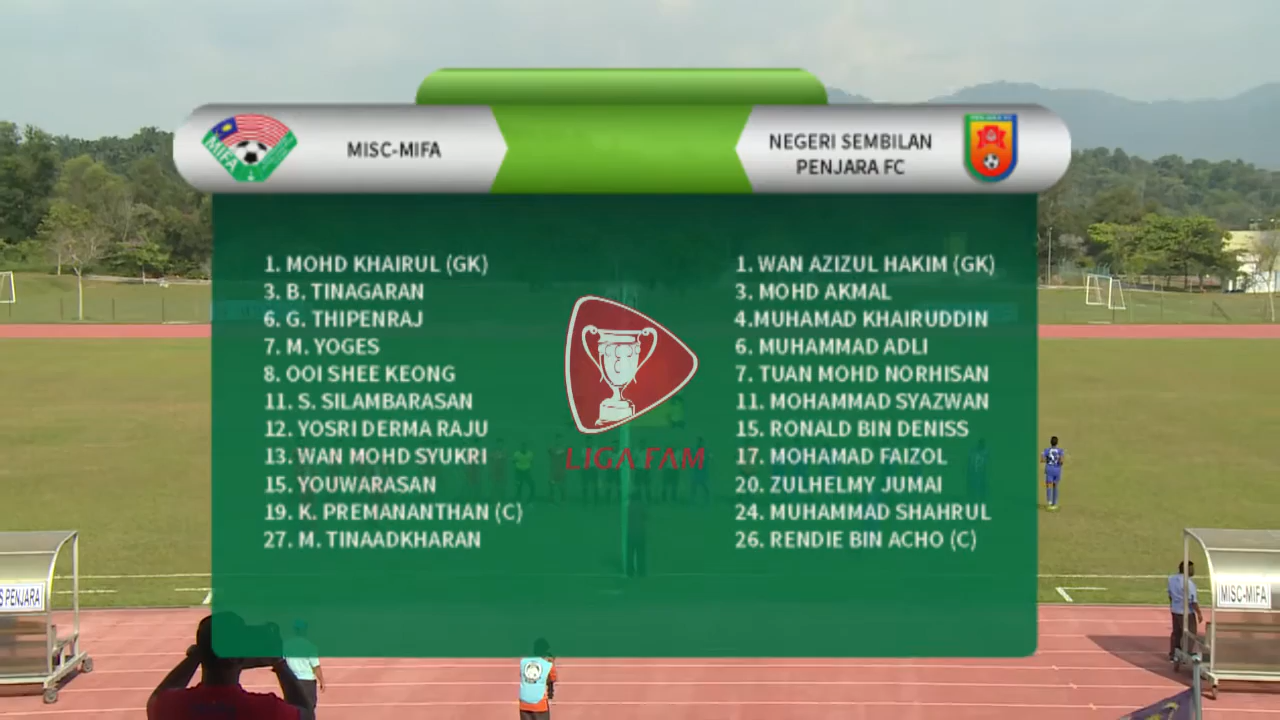 MIFA
MISC-MIFA
NEGERI SEMBILAN
PENJARA FC
1. MOHD KHAIRUL (GK)
3. B. TINAGARAN
6. G. THIPENRAJ
7. M. YOGES
8. OOI SHEE KEONG
11. S. SILAMBARASAN
12. YOSRI DERMA RAJU
13. WAN MOHD SYUKRI
15. YOUWARASAN
19. K. PREMANANTHAN (C)
27. M. TINAADKHARAN
LIGA FAM
1. WAN AZIZUL HAKIM (GK)
3. MOHD AKMAL
4.MUHAMAD KHAIRUDDIN
6. MUHAMMAD ADLI
7. TUAN MOHD NORHISAN
11. MOHAMMAD SYAZWAN
15. RONALD BIN DENISS
17. MOHAMAD FAIZOL
20. ZULHELMY JUMAI
24. MUHAMMAD SHAHRUL
26. RENDIE BIN ACHO (C)
S PENJARA
MISC-MIFA